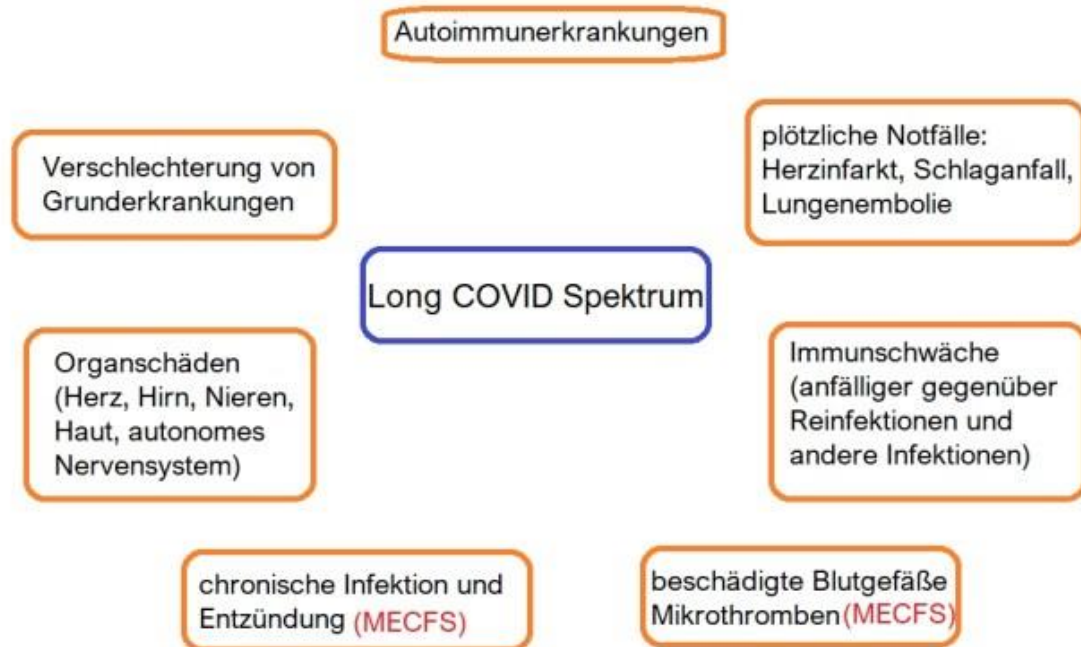 Autoimmunerkrankungen
plötzliche Notfälle:
Herzinfarkt, Schlaganfall,
Lungenembolie
Verschlechterung von
Grunderkrankungen
Long COVID Spektrum
Organschäden
(Herz, Hirn, Nieren,
Haut, autonomes
Nervensystem)
Immunschwäche
(anfälliger gegenüber
Reinfektionen und
andere Infektionen)
chronische Infektion und
Entzündung (MECFS)
beschädigte Blutgefäße
Mikrothromben (MECFS)